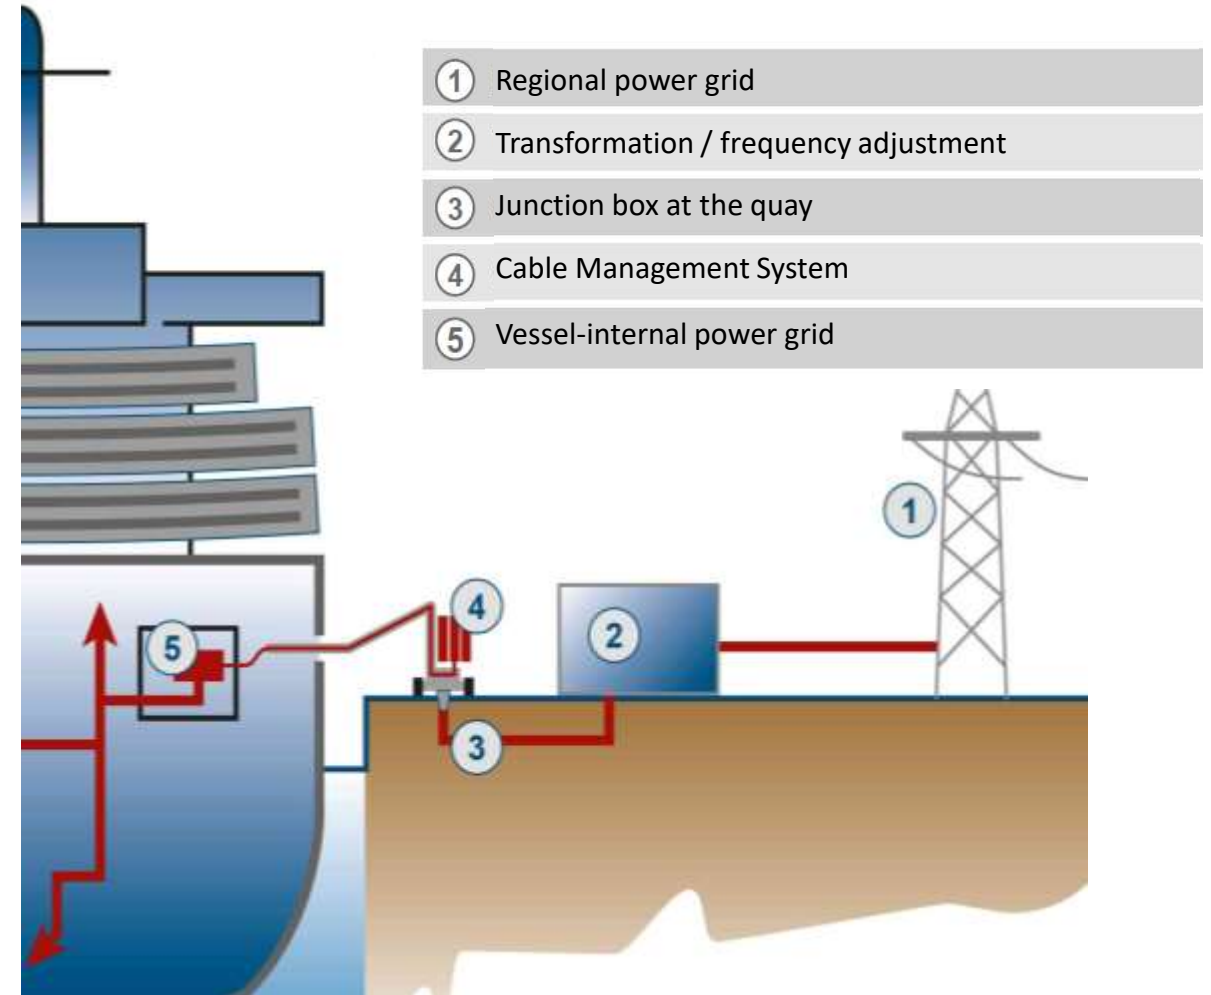 1 Regional power grid
2 Transformation / frequency adjustment
3 Junction box at the quay
4 Cable Management System
5 Vessel-internal power grid
1
4
2
5
3